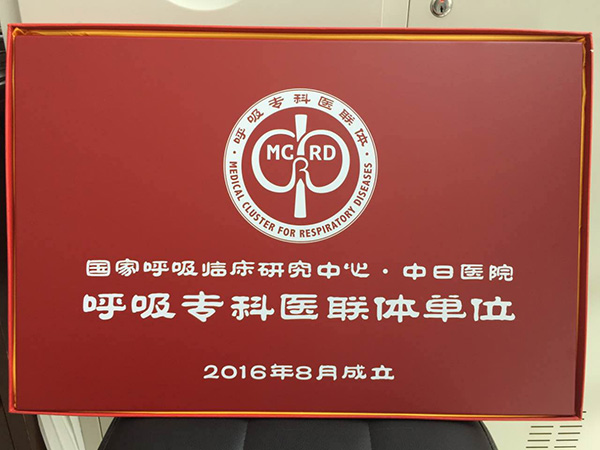 ·呼吸专科医联体·
MC RD
MEDICAL CLUSTER FOR RESPIRATORY DISEASES
国家呼吸临床研究中心·中日医院
呼吸专科医联体单位
2016年8月成立